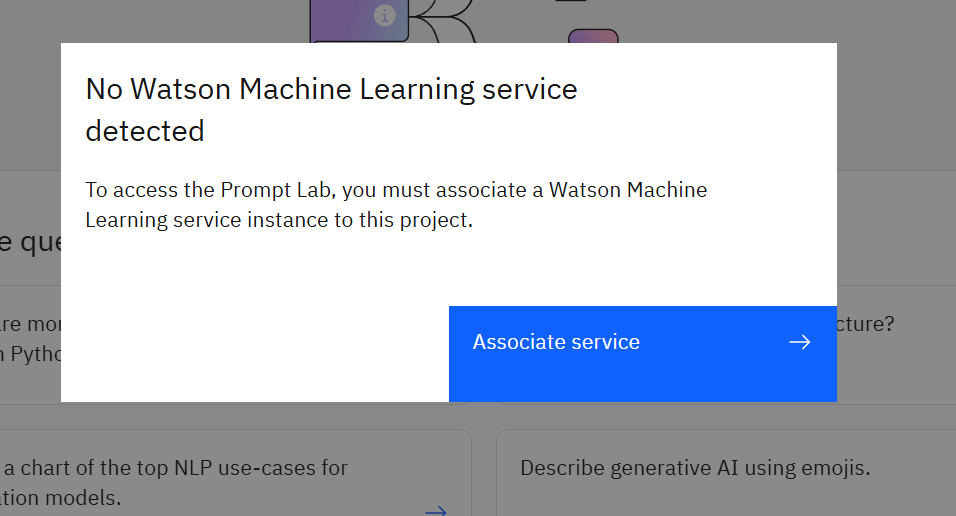 No Watson Machine Learning service
detected
To access the Prompt Lab, you must associate a Watson Machine
Learning service instance to this project.
e que
are mor
cture?
n Pytho
Associate service
a chart of the top NLP use-cases for
ation models.
Describe generative AI using emojis.